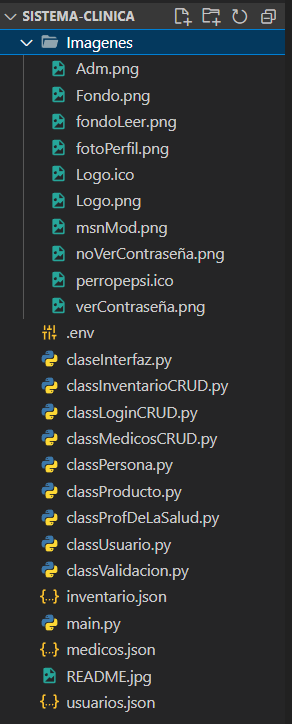 SISTEMA-CLINICA
Imagenes
Adm.png
Fondo.png
fondoLeer.png
fotoPerfil.png
Logo.ico
Logo.png
msnMod.png
noVerContraseña.png
perropepsi.ico
verContraseña.png
.env
claseInterfaz.py
classInventarioCRUD.py
classLoginCRUD.py
classMedicosCRUD.py
classPersona.py
classProducto.py
classProfDeLaSalud.py
classUsuario.py
classValidacion.py
inventario.json
main.py
medicos.json
README.jpg
usuarios.json